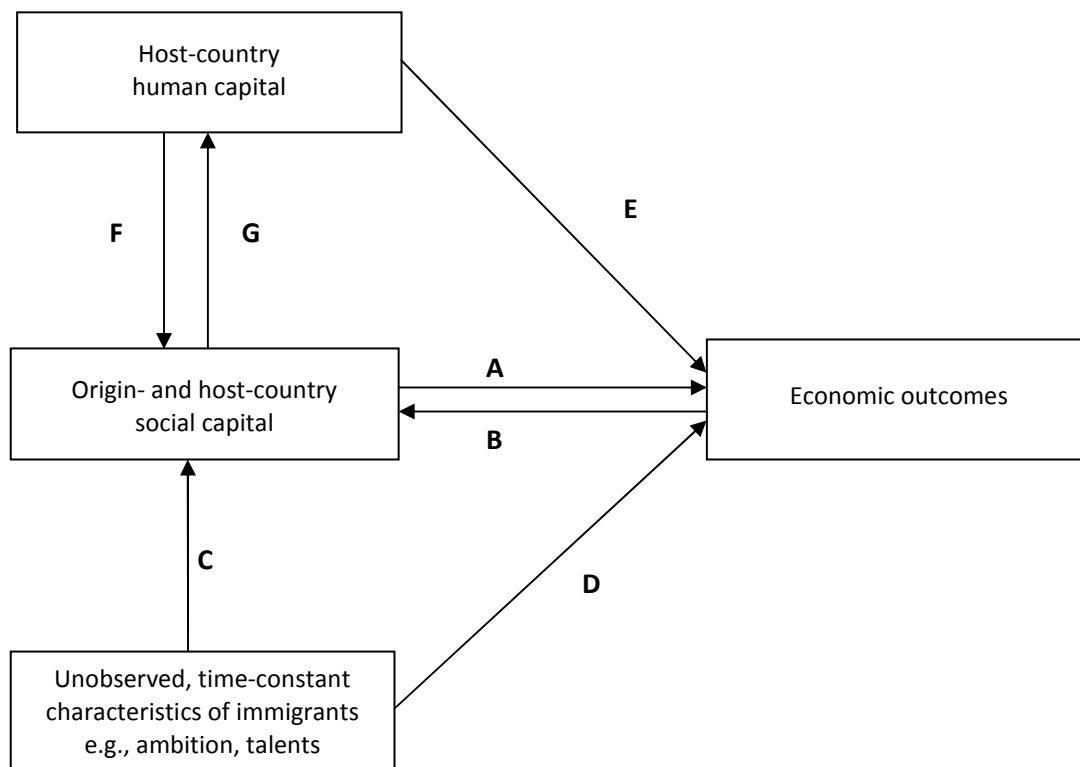 Host-country
human capital
F
G
E
Origin- and host-country
social capital
A
B
Economic outcomes
C
D
Unobserved, time-constant
characteristics of immigrants
e.g., ambition, talents